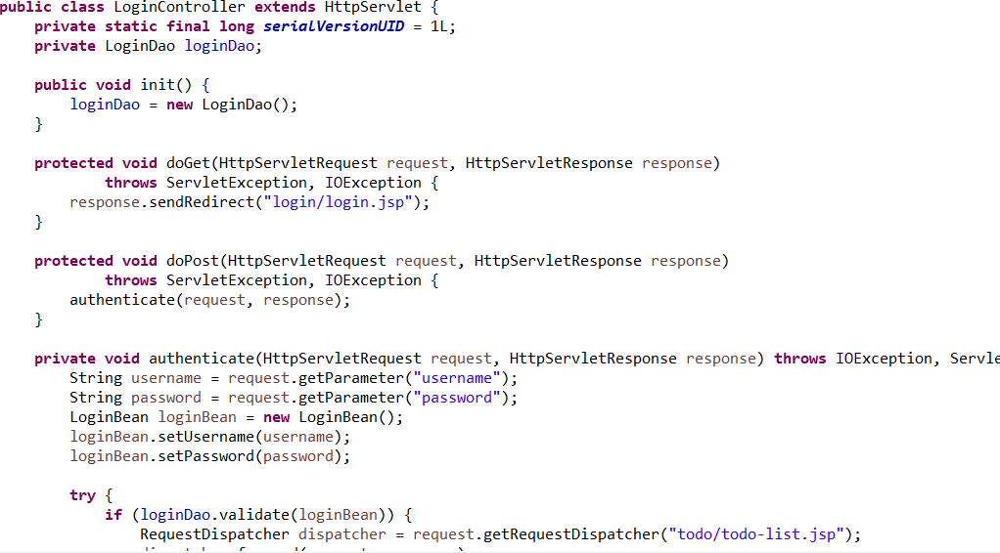 public class LoginController extends HttpServlet {
    private static final long serialVersionUID = 1L;
    private LoginDao loginDao;

    public void init() {
        loginDao = new LoginDao();
    }

    protected void doGet(HttpServletRequest request, HttpServletResponse response)
            throws ServletException, IOException {
        response.sendRedirect("login/login.jsp");
    }

    protected void doPost(HttpServletRequest request, HttpServletResponse response)
            throws ServletException, IOException {
        authenticate(request, response);
    }

    private void authenticate(HttpServletRequest request, HttpServletResponse response) throws IOException, Servle
        String username = request.getParameter("username");
        String password = request.getParameter("password");
        LoginBean loginBean = new LoginBean();
        loginBean.setUsername(username);
        loginBean.setPassword(password);

        try {
            if (loginDao.validate(loginBean)) {
                RequestDispatcher dispatcher = request.getRequestDispatcher("todo/todo-list.jsp");